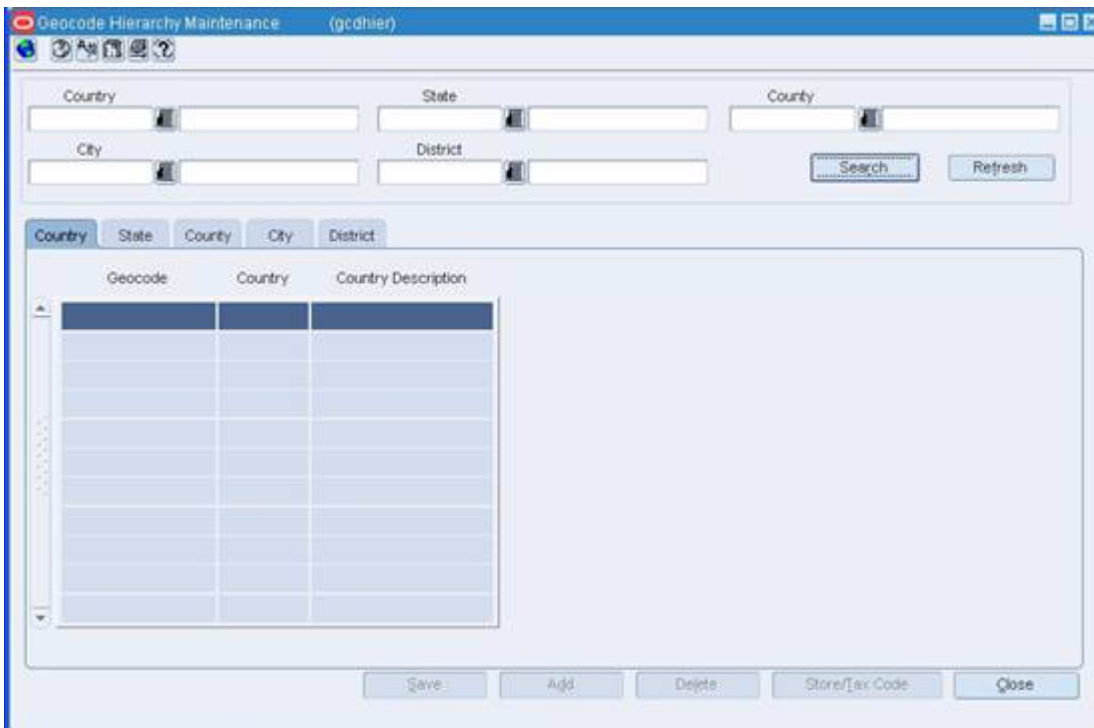 Geocode Hierarchy Maintenance (gcdhier)
Country State County
City District
Search Refresh
Country State County City District
Geocode Country Country Description
Save Add Delete Store/Tax Code Close